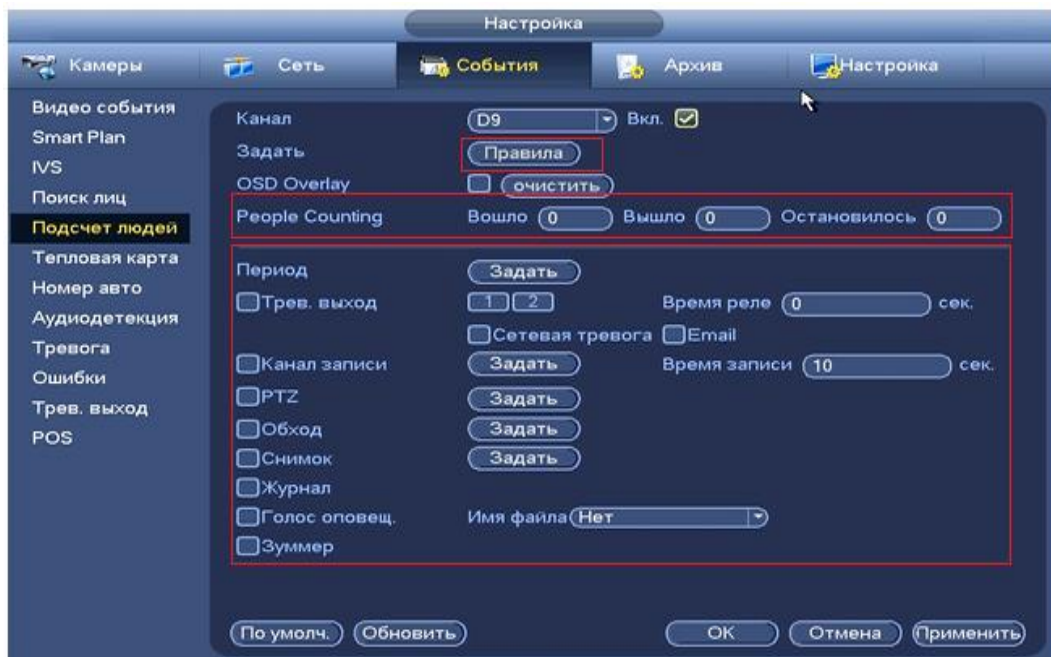 Настройка
Камеры Сеть События Архив Настройка
Видео события
Smart Plan
IVS
Поиск лиц
Подсчет людей
Тепловая карта
Номер авто
Аудиодетекция
Тревога
Ошибки
Трев. выход
POS
Канал D9 Вкл.
Задать Правила
OSD Overlay очистить
People Counting Вошло 0 Вышло 0 Остановилось 0
Период Задать
Трев. выход 1 2 Время реле 0 сек.
Сетевая тревога Email
Канал записи Задать Время записи 10 сек.
PTZ Задать
Обход Задать
Снимок Задать
Журнал
Голос оповещ. Имя файла Нет
Зуммер
По умолч. Обновить OK Отмена Применить